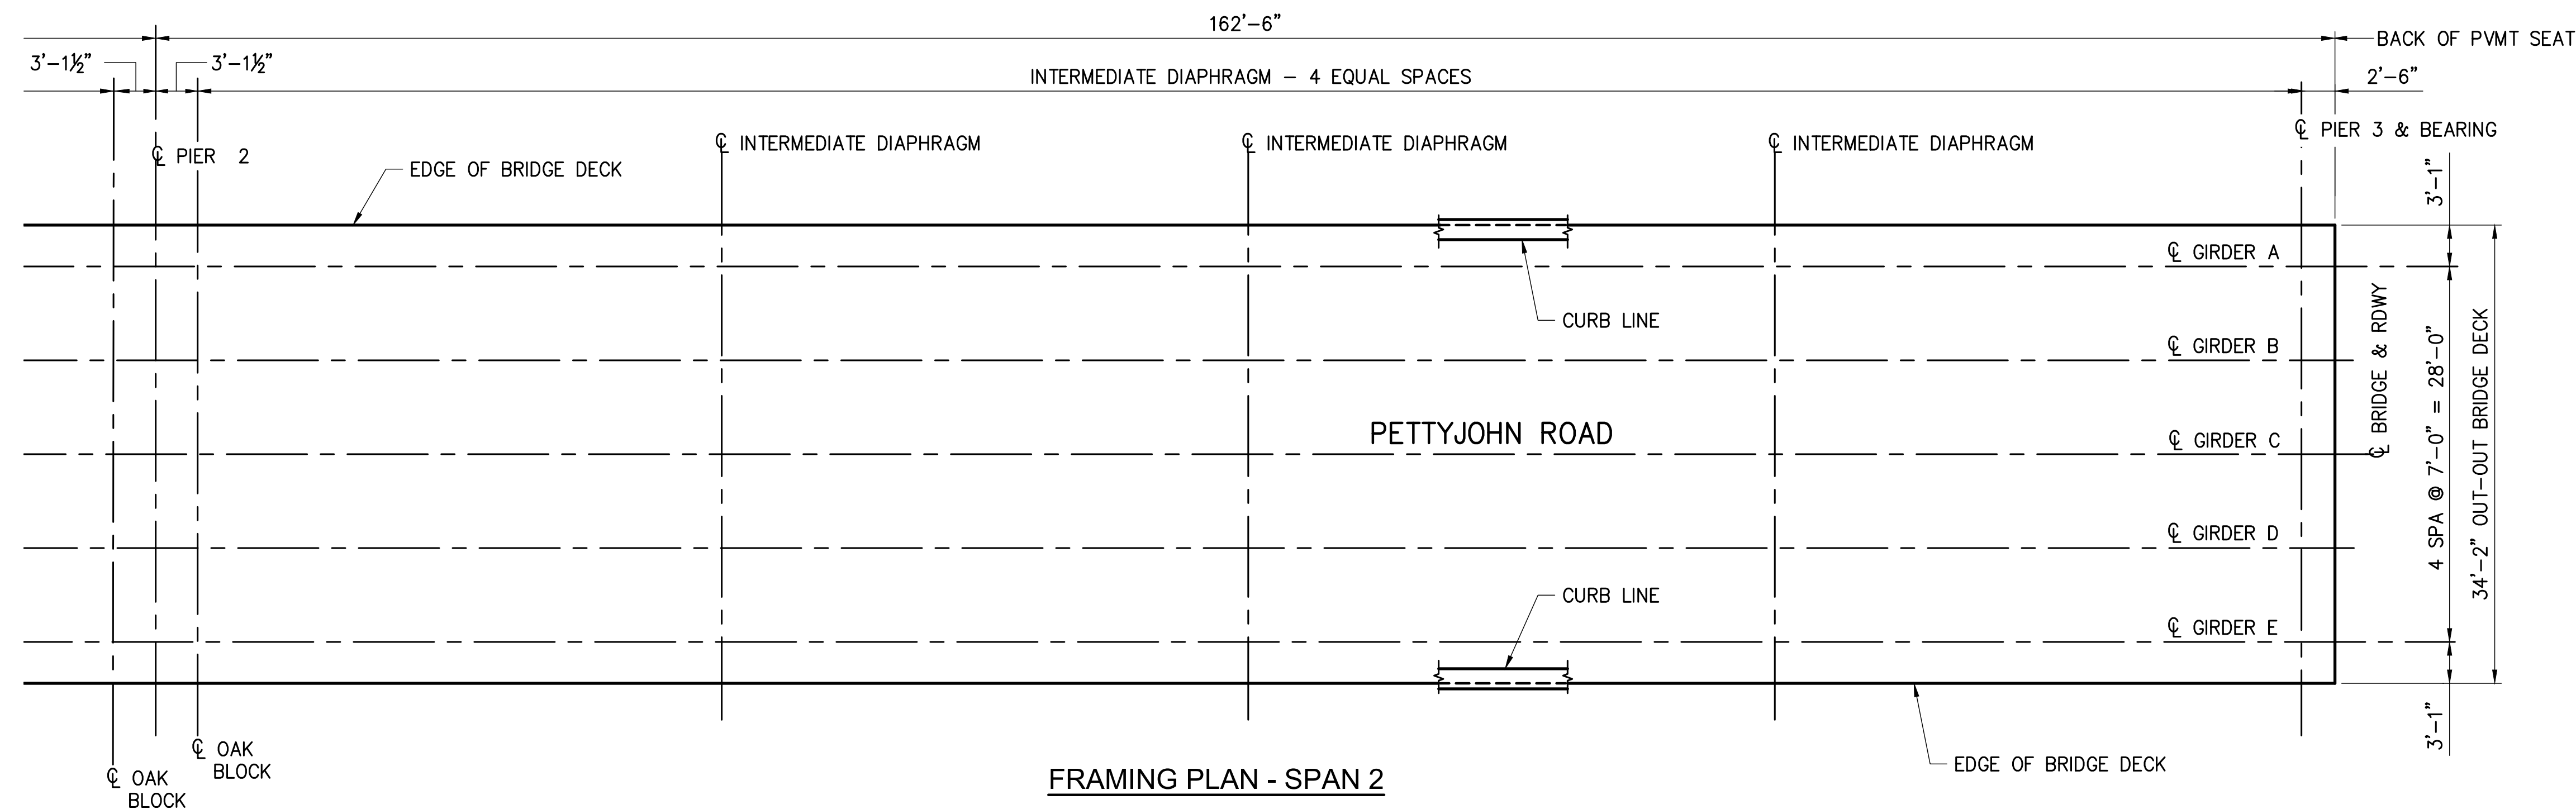 162'-6"
BACK OF PVMT SEAT
3'-1½"
3'-1½"
INTERMEDIATE DIAPHRAGM - 4 EQUAL SPACES
2'-6"
℄ PIER 2
℄ INTERMEDIATE DIAPHRAGM
℄ INTERMEDIATE DIAPHRAGM
℄ INTERMEDIATE DIAPHRAGM
℄ PIER 3 & BEARING
EDGE OF BRIDGE DECK
3'-1"
℄ GIRDER A
CURB LINE
℄ GIRDER B
℄ BRIDGE & RDWY
4 SPA @ 7'-0" = 28'-0"
34'-2" OUT-OUT BRIDGE DECK
PETTYJOHN ROAD
℄ GIRDER C
℄ GIRDER D
CURB LINE
℄ GIRDER E
3'-1"
℄ OAK
BLOCK
℄ OAK
BLOCK
EDGE OF BRIDGE DECK
FRAMING PLAN - SPAN 2